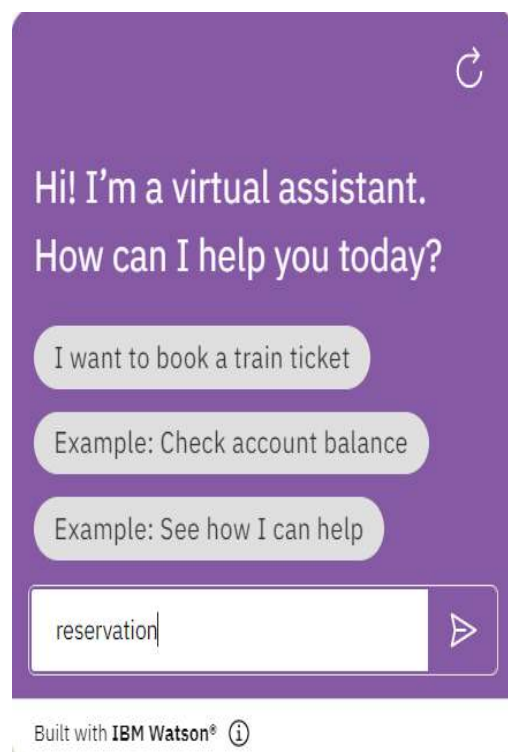 Hi! I’m a virtual assistant.
How can I help you today?
I want to book a train ticket
Example: Check account balance
Example: See how I can help
reservation
Built with IBM Watson®